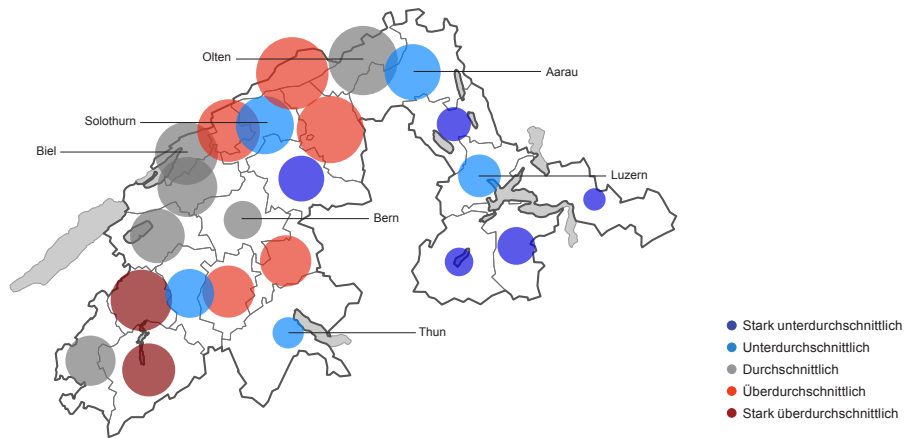 Olten
Aarau
Solothurn
Biel
Luzern
Bern
Thun
Stark unterdurchschnittlich
Unterdurchschnittlich
Durchschnittlich
Überdurchschnittlich
Stark überdurchschnittlich